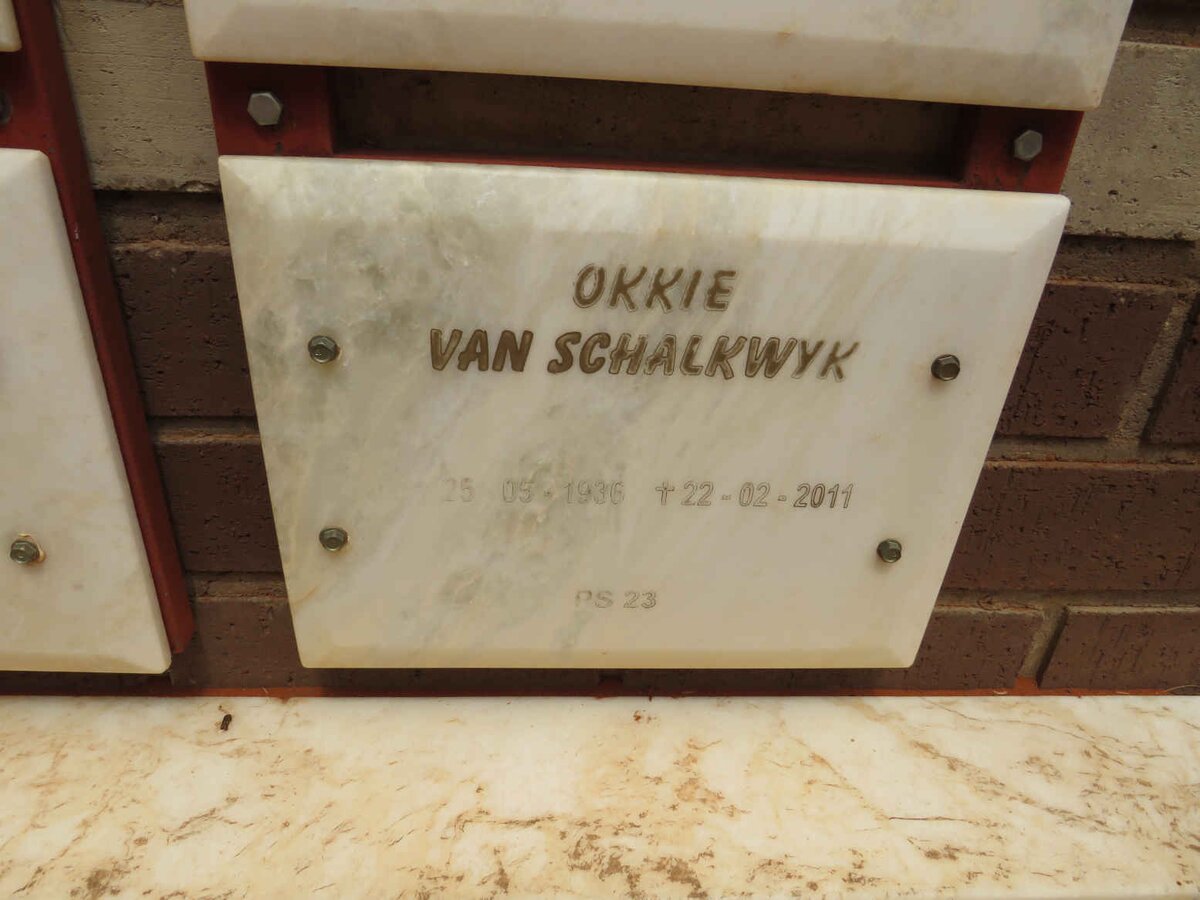 OKKIE
VAN SCHALKWYK
25 - 05 - 1936 ✝ 22 - 02 - 2011
PS 23